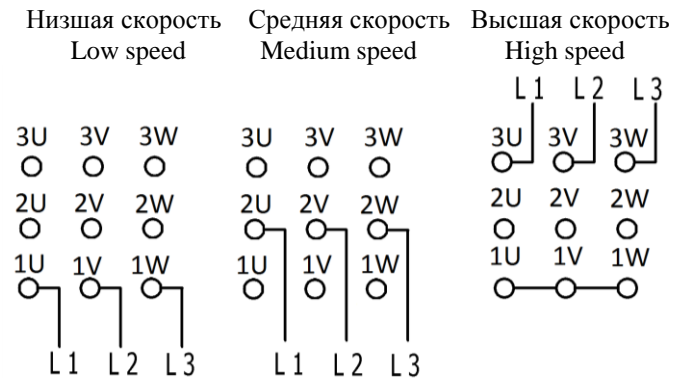 Низшая скорость Средняя скорость Высшая скорость
Low speed Medium speed High speed
L1 L2 L3
3U 3V 3W 3U 3V 3W 3U 3V 3W
2U 2V 2W 2U 2V 2W 2U 2V 2W
1U 1V 1W 1U 1V 1W 1U 1V 1W
L1 L2 L3 L1 L2 L3